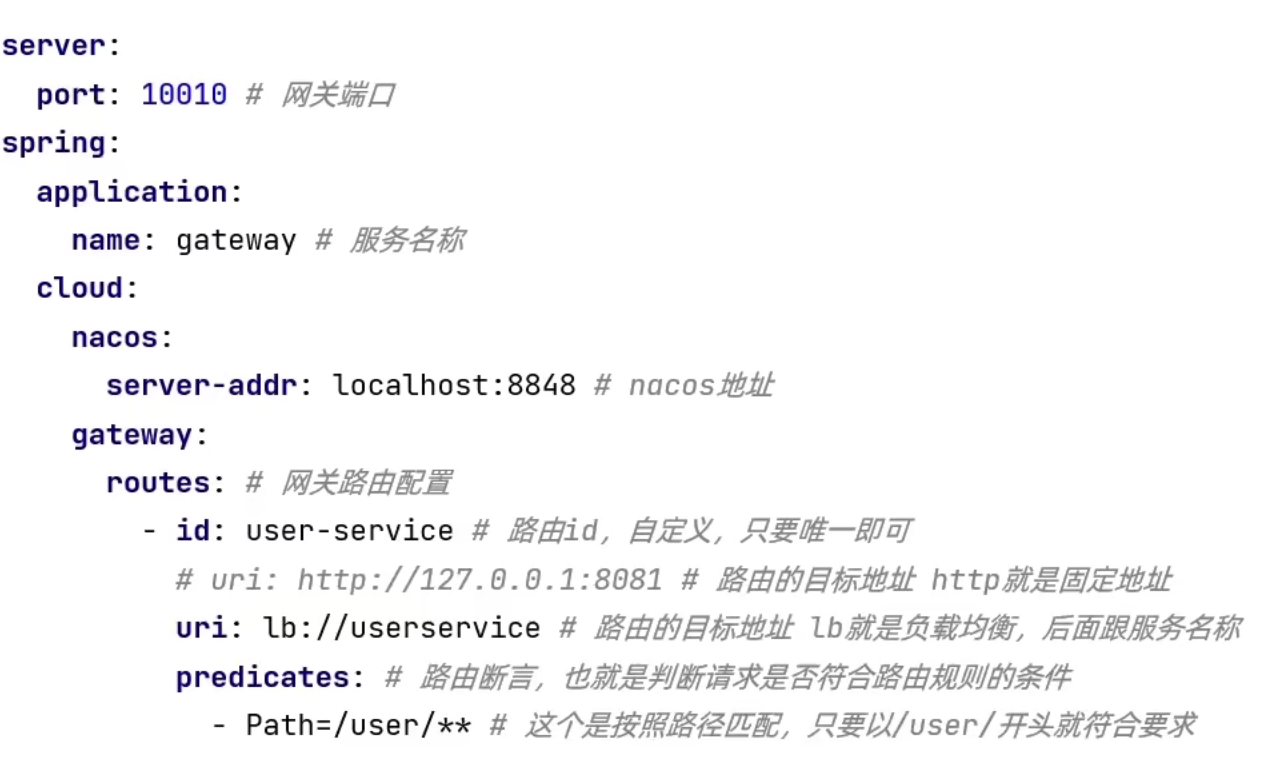 server:
  port: 10010 # 网关端口
spring:
  application:
    name: gateway # 服务名称
  cloud:
    nacos:
      server-addr: localhost:8848 # nacos地址
    gateway:
      routes: # 网关路由配置
        - id: user-service # 路由id，自定义，只要唯一即可
          # uri: http://127.0.0.1:8081 # 路由的目标地址 http就是固定地址
          uri: lb://userservice # 路由的目标地址 lb就是负载均衡，后面跟服务名称
          predicates: # 路由断言，也就是判断请求是否符合路由规则的条件
            - Path=/user/** # 这个是按照路径匹配，只要以/user/开头就符合要求